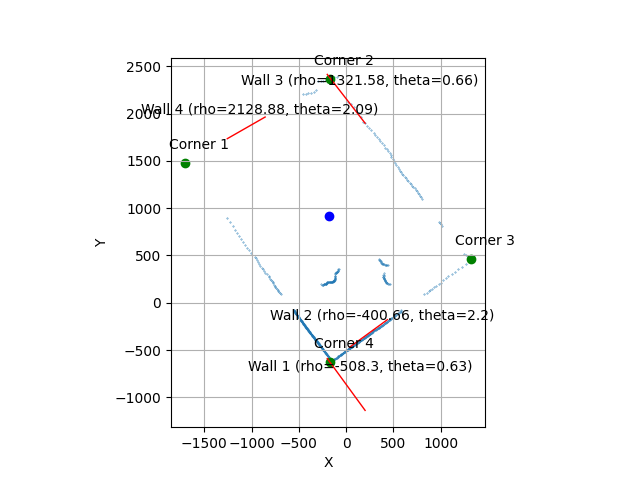 Corner 2
2500
Wall 3 (rho=1321.58, theta=0.66)
2000
Wall 4 (rho=2128.88, theta=2.09)
Corner 1
1500
1000
Corner 3
500
0
Wall 2 (rho=-400.66, theta=2.2)
Corner 4
−500
Wall 1 (rho=-508.3, theta=0.63)
−1000
−1500 −1000 −500 0 500 1000
X
Y